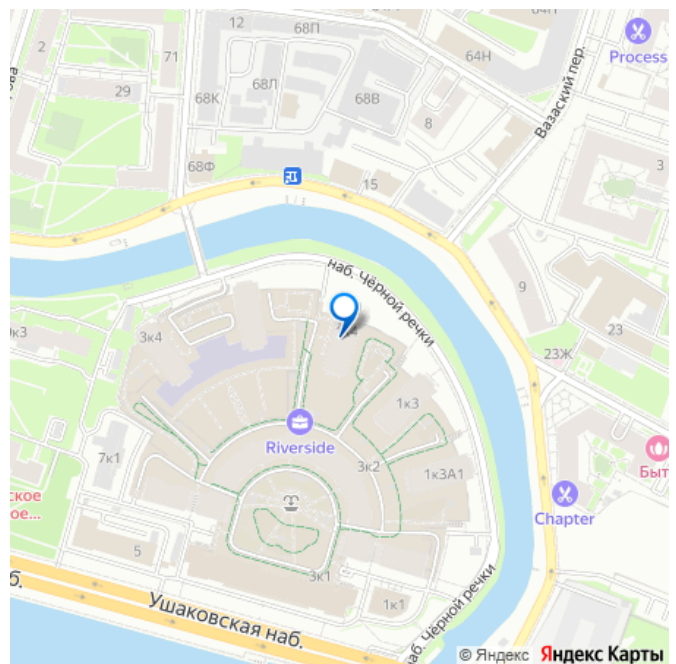 12
68П
64Н
Process
2
71
68Л
Вазаский пер.
29
68К
68В
8
68Ф
15
3
наб. Чёрной речки
9
23
3к4
23Ж
1к3
Riverside
7к1
3к2
1к3А1
Быт
ское
ое...
Chapter
5
3к1
б.
Ушаковская наб.
1к1
наб. Чёрной речки
© Яндекс Яндекс Карты